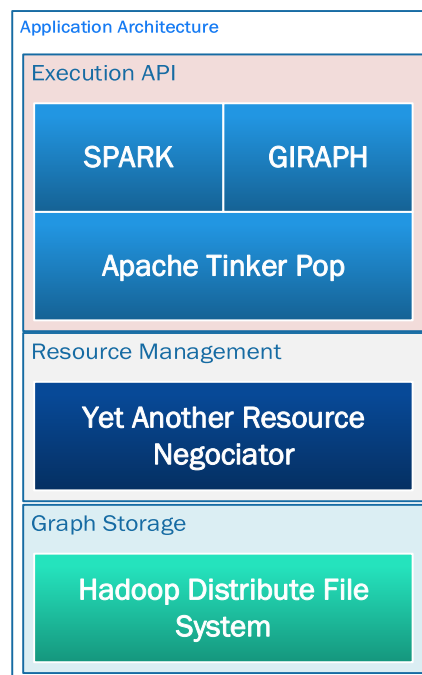 Application Architecture
Execution API
SPARK
GIRAPH
Apache Tinker Pop
Resource Management
Yet Another Resource
Negociator
Graph Storage
Hadoop Distribute File
System